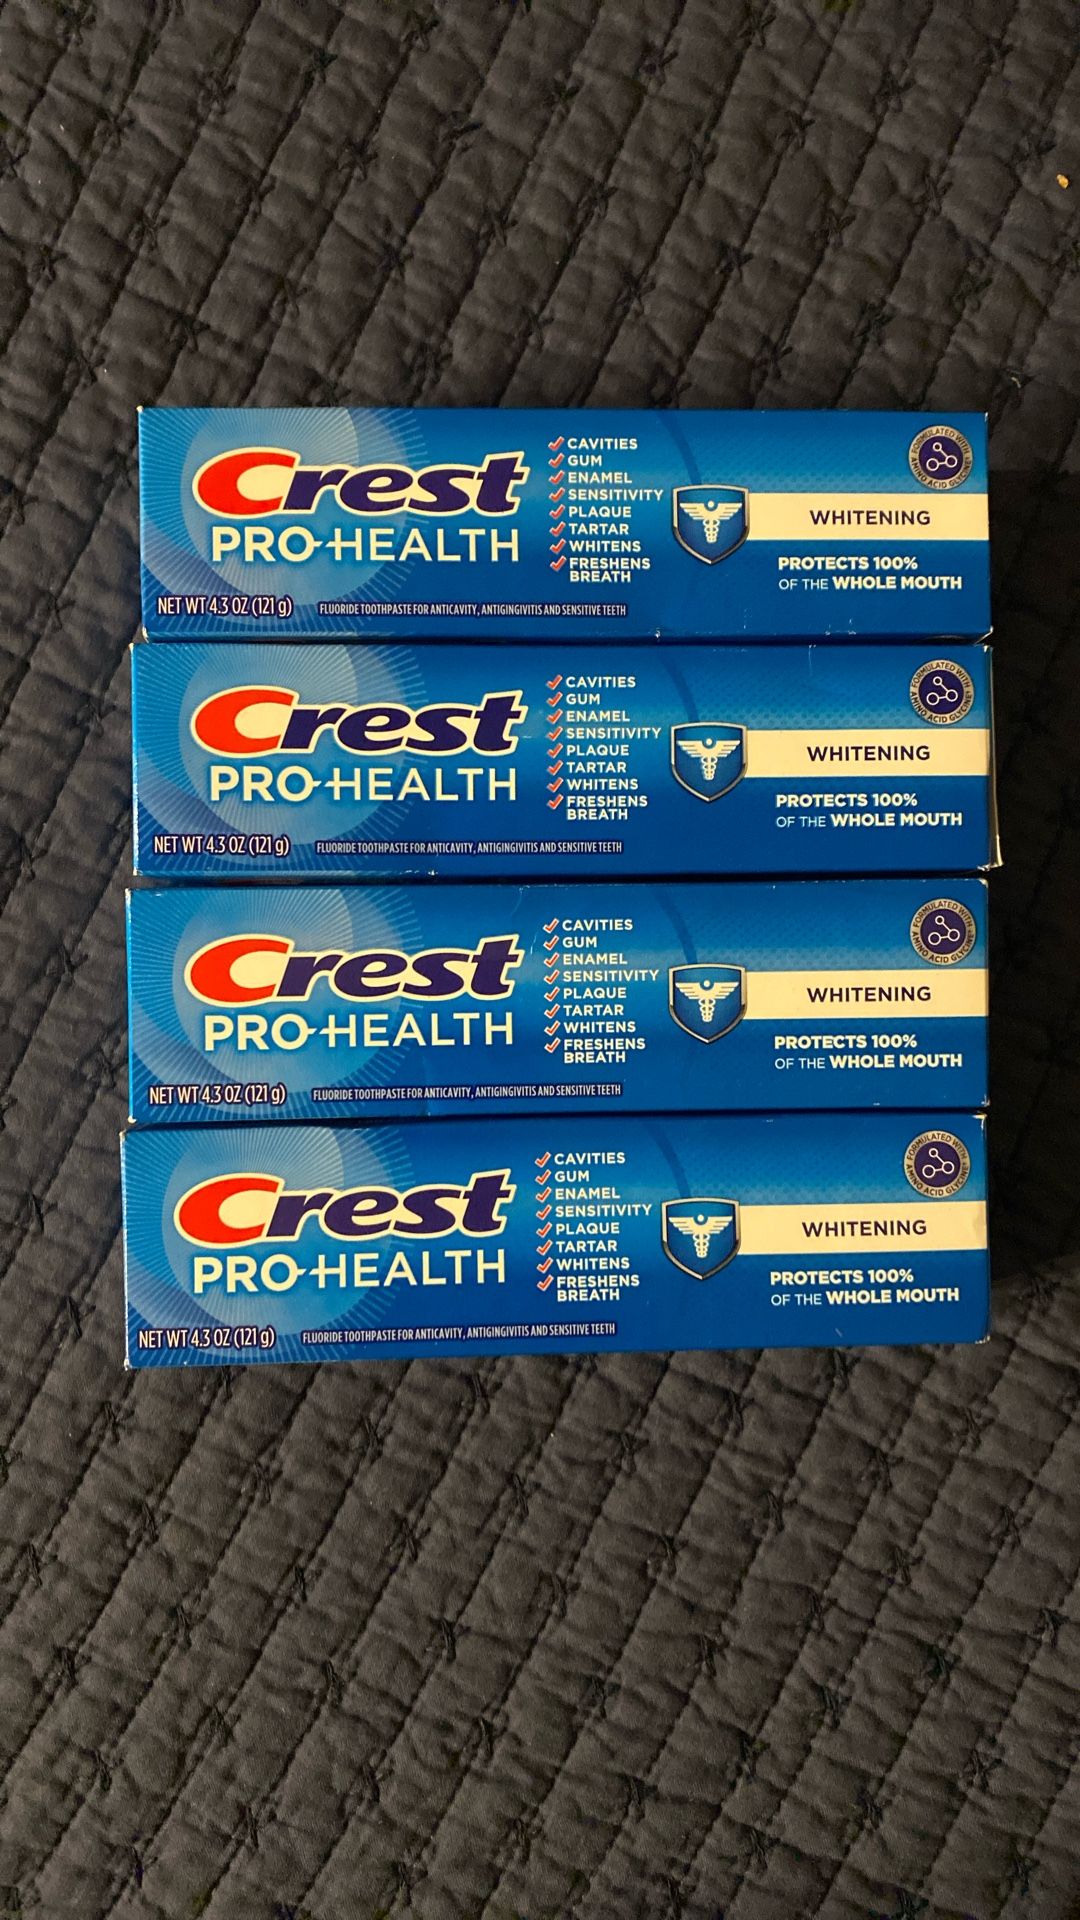 Crest
PRO-HEALTH
CAVITIES
GUM
ENAMEL
SENSITIVITY
PLAQUE
TARTAR
WHITENS
FRESHENS
BREATH
FORMULATED WITH
AMINO ACID GLYCINE
WHITENING
PROTECTS 100%
OF THE WHOLE MOUTH
NET WT 4.3 OZ (121 g)
FLUORIDE TOOTHPASTE FOR ANTICAVITY, ANTIGINGIVITIS AND SENSITIVE TEETH
Crest
PRO-HEALTH
CAVITIES
GUM
ENAMEL
SENSITIVITY
PLAQUE
TARTAR
WHITENS
FRESHENS
BREATH
FORMULATED WITH
AMINO ACID GLYCINE
WHITENING
PROTECTS 100%
OF THE WHOLE MOUTH
NET WT 4.3 OZ (121 g)
FLUORIDE TOOTHPASTE FOR ANTICAVITY, ANTIGINGIVITIS AND SENSITIVE TEETH
Crest
PRO-HEALTH
CAVITIES
GUM
ENAMEL
SENSITIVITY
PLAQUE
TARTAR
WHITENS
FRESHENS
BREATH
FORMULATED WITH
AMINO ACID GLYCINE
WHITENING
PROTECTS 100%
OF THE WHOLE MOUTH
NET WT 4.3 OZ (121 g)
FLUORIDE TOOTHPASTE FOR ANTICAVITY, ANTIGINGIVITIS AND SENSITIVE TEETH
Crest
PRO-HEALTH
CAVITIES
GUM
ENAMEL
SENSITIVITY
PLAQUE
TARTAR
WHITENS
FRESHENS
BREATH
FORMULATED WITH
AMINO ACID GLYCINE
WHITENING
PROTECTS 100%
OF THE WHOLE MOUTH
NET WT 4.3 OZ (121 g)
FLUORIDE TOOTHPASTE FOR ANTICAVITY, ANTIGINGIVITIS AND SENSITIVE TEETH